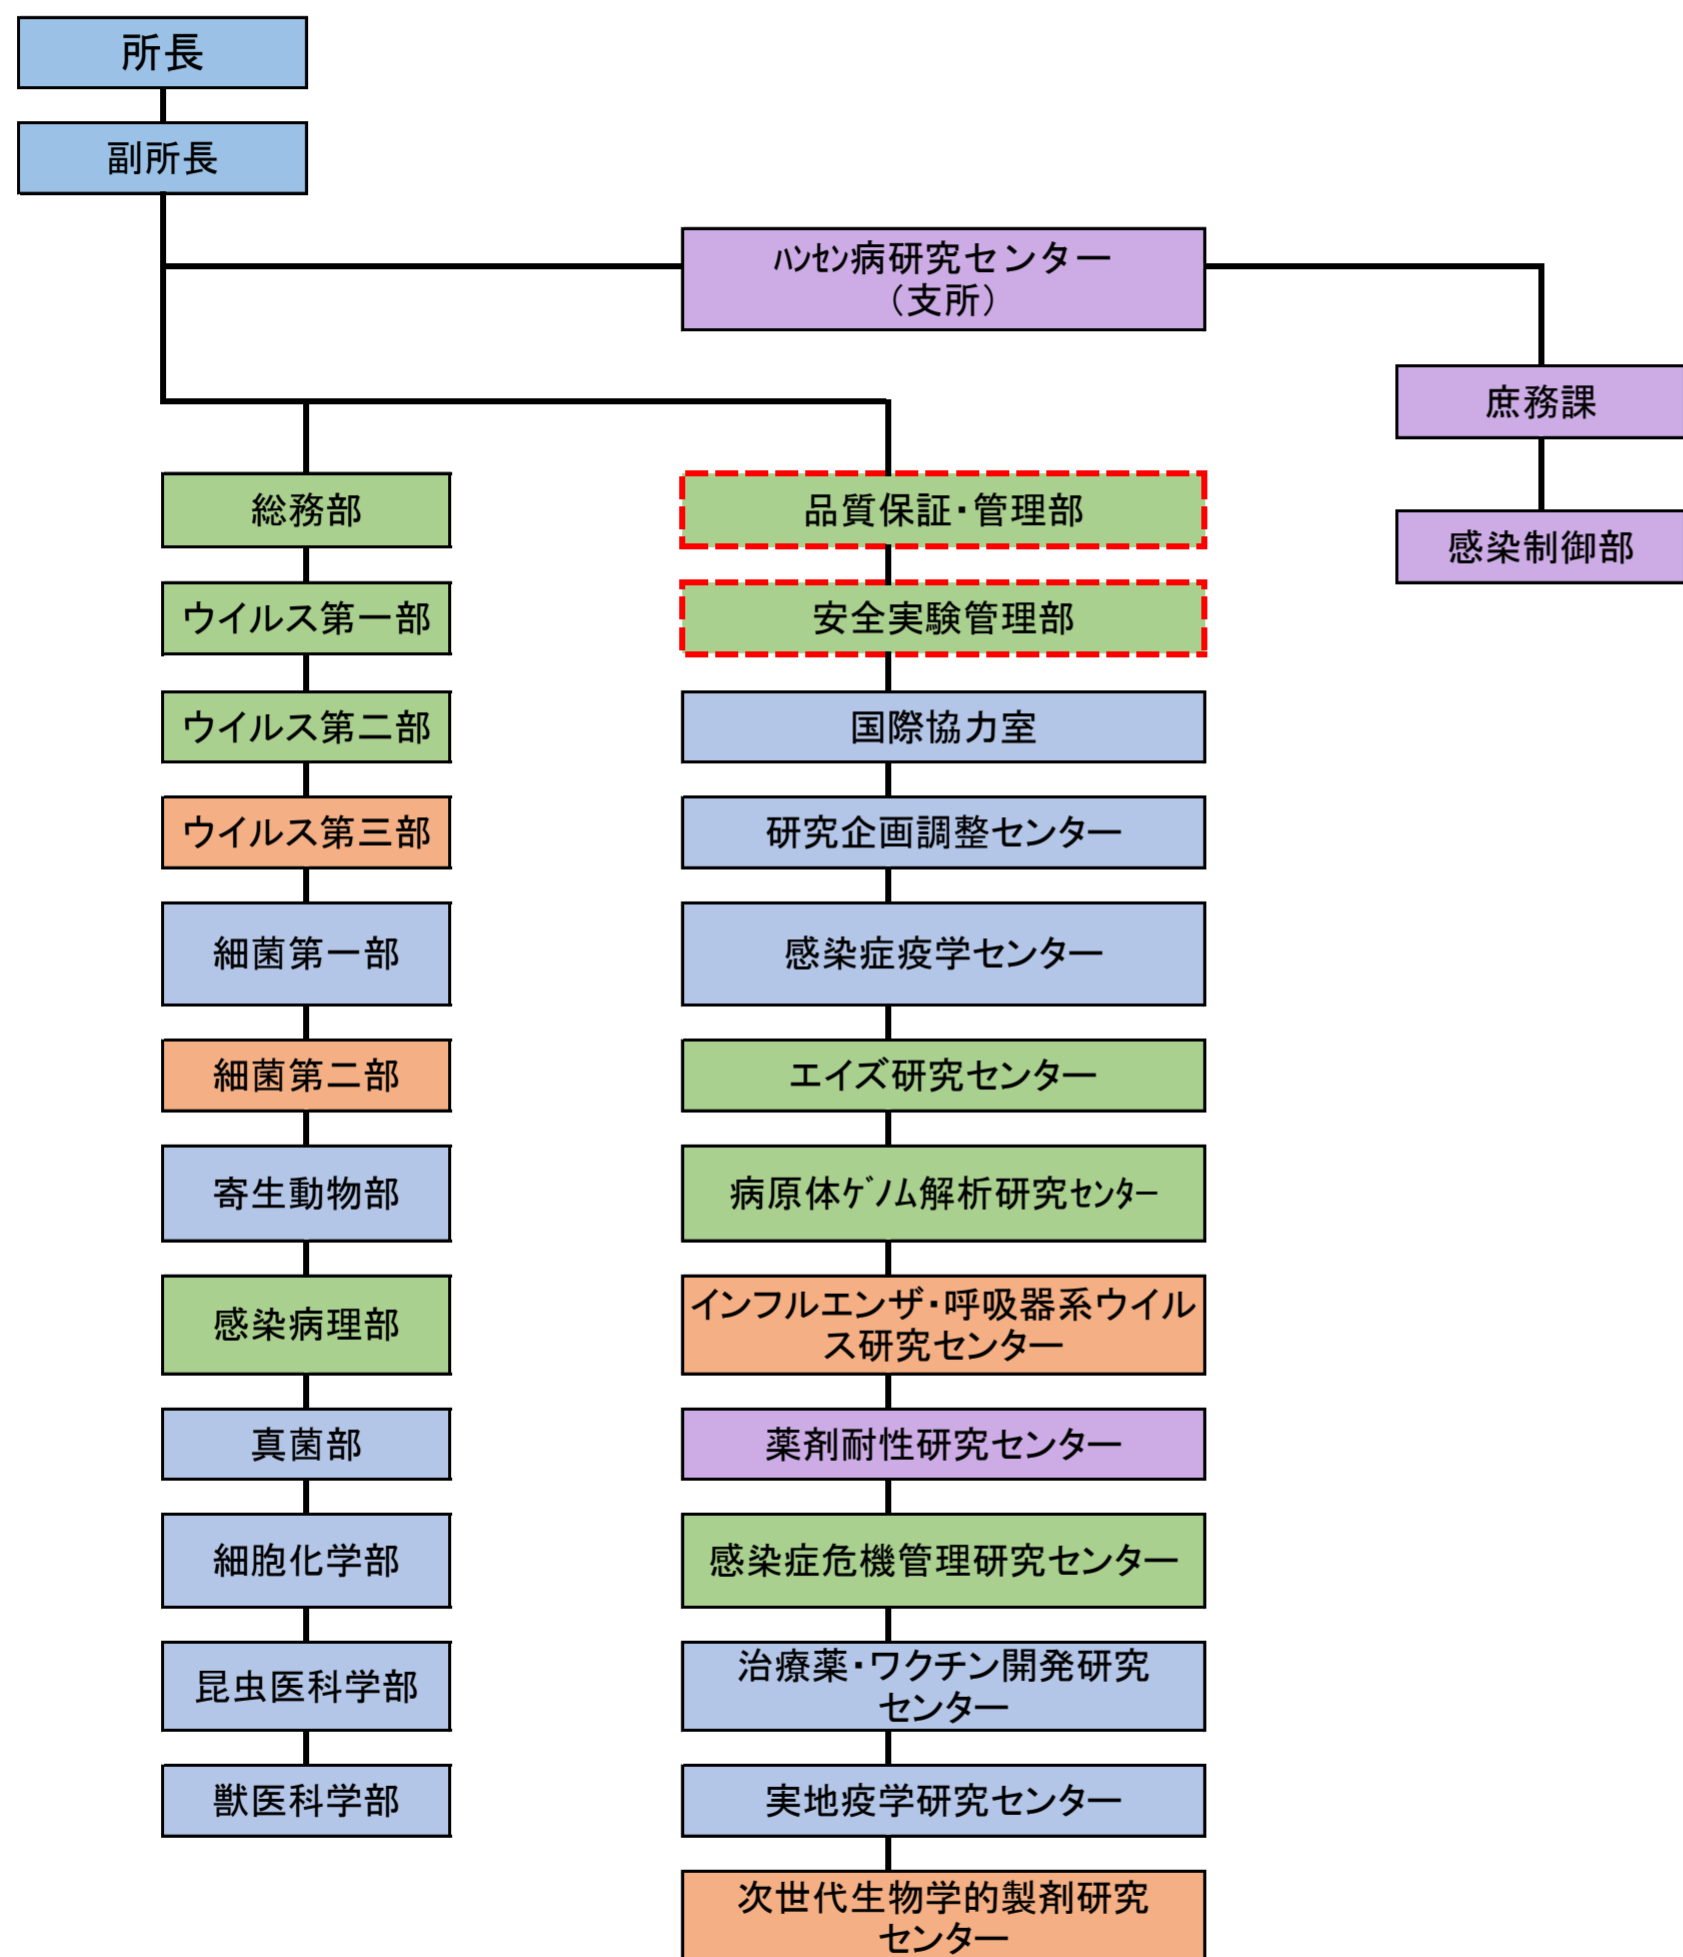 所長
副所長
ﾊﾝｾﾝ病研究センター
（支所）
庶務課
感染制御部
総務部
ウイルス第一部
ウイルス第二部
ウイルス第三部
細菌第一部
細菌第二部
寄生動物部
感染病理部
真菌部
細胞化学部
昆虫医科学部
獣医科学部
品質保証・管理部
安全実験管理部
国際協力室
研究企画調整センター
感染症疫学センター
エイズ研究センター
病原体ｹﾞﾉﾑ解析研究ｾﾝﾀｰ
インフルエンザ・呼吸器系ウイル
ス研究センター
薬剤耐性研究センター
感染症危機管理研究センター
治療薬・ワクチン開発研究
センター
実地疫学研究センター
次世代生物学的製剤研究
センター